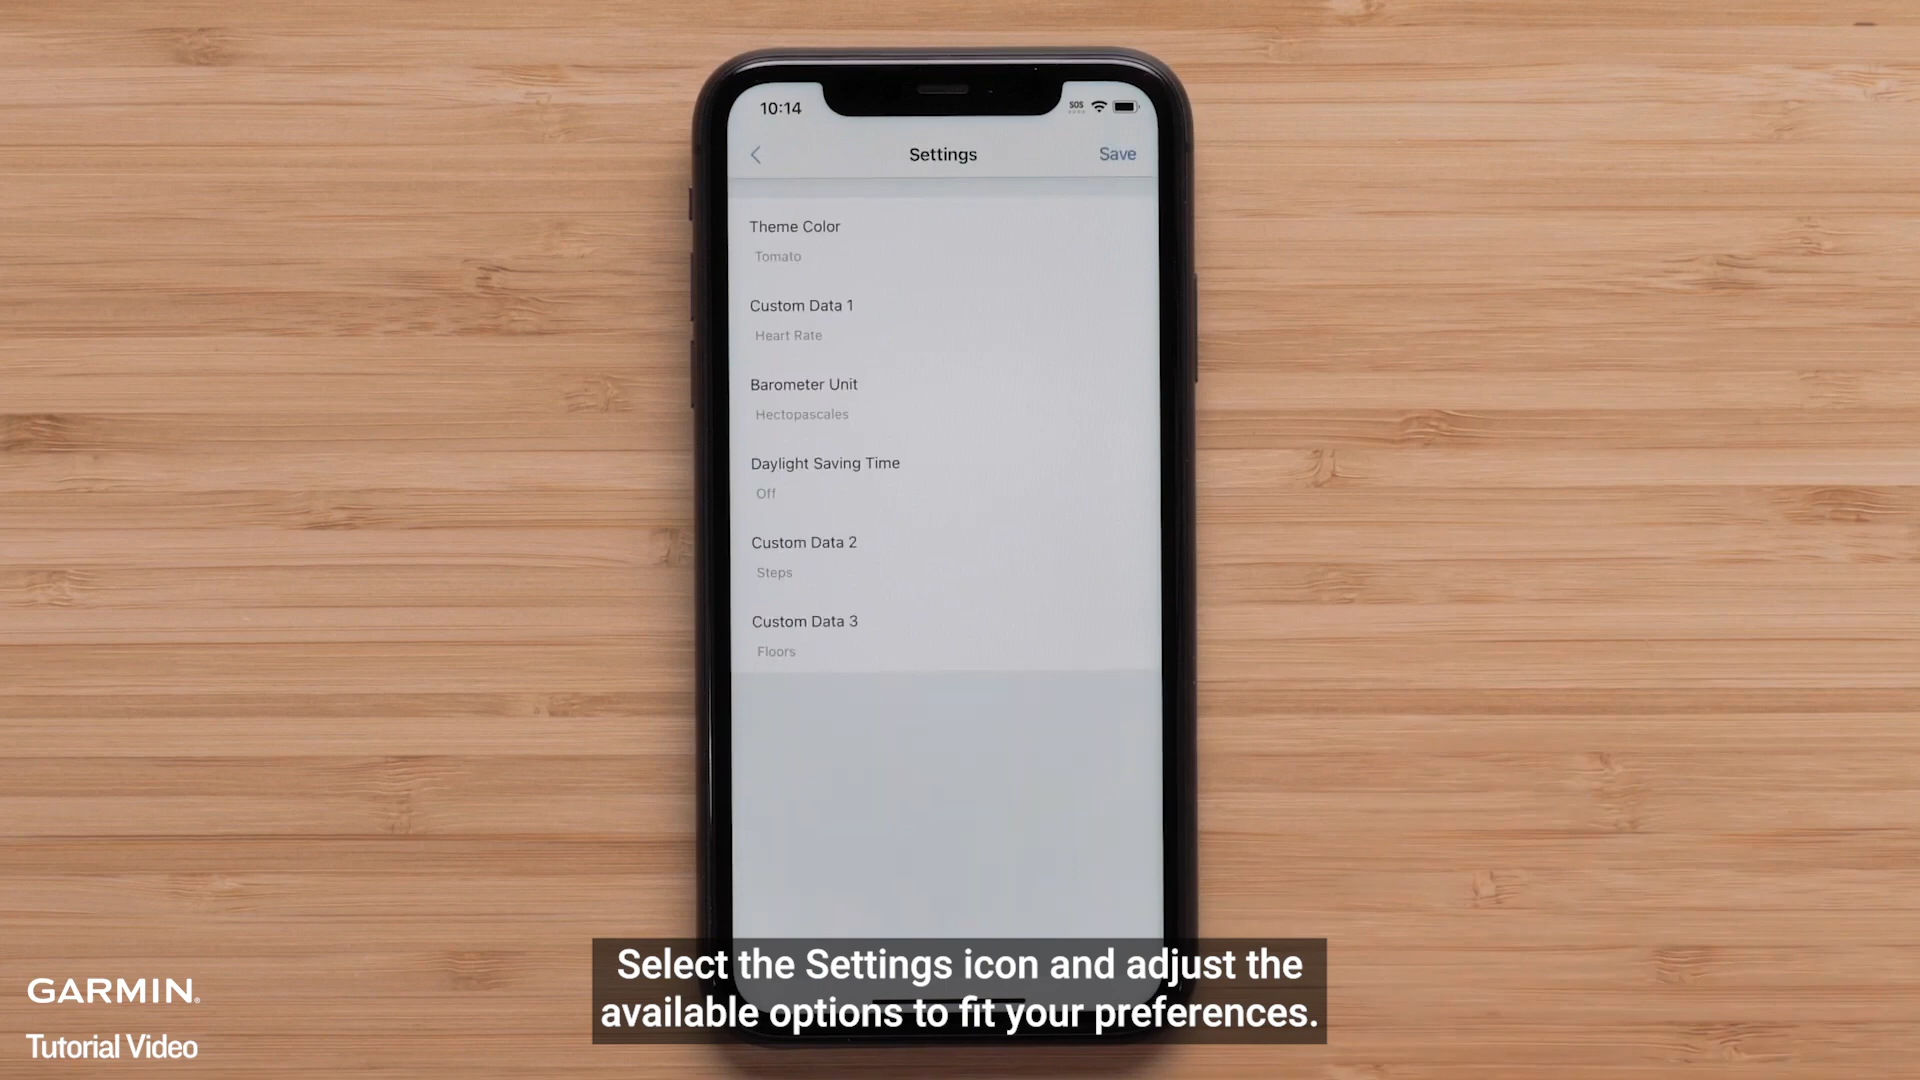 10:14
SOS
Settings
Save
Theme Color
Tomato
Custom Data 1
Heart Rate
Barometer Unit
Hectopascales
Daylight Saving Time
Off
Custom Data 2
Steps
Custom Data 3
Floors
Select the Settings icon and adjust the
available options to fit your preferences.
GARMIN
Tutorial Video